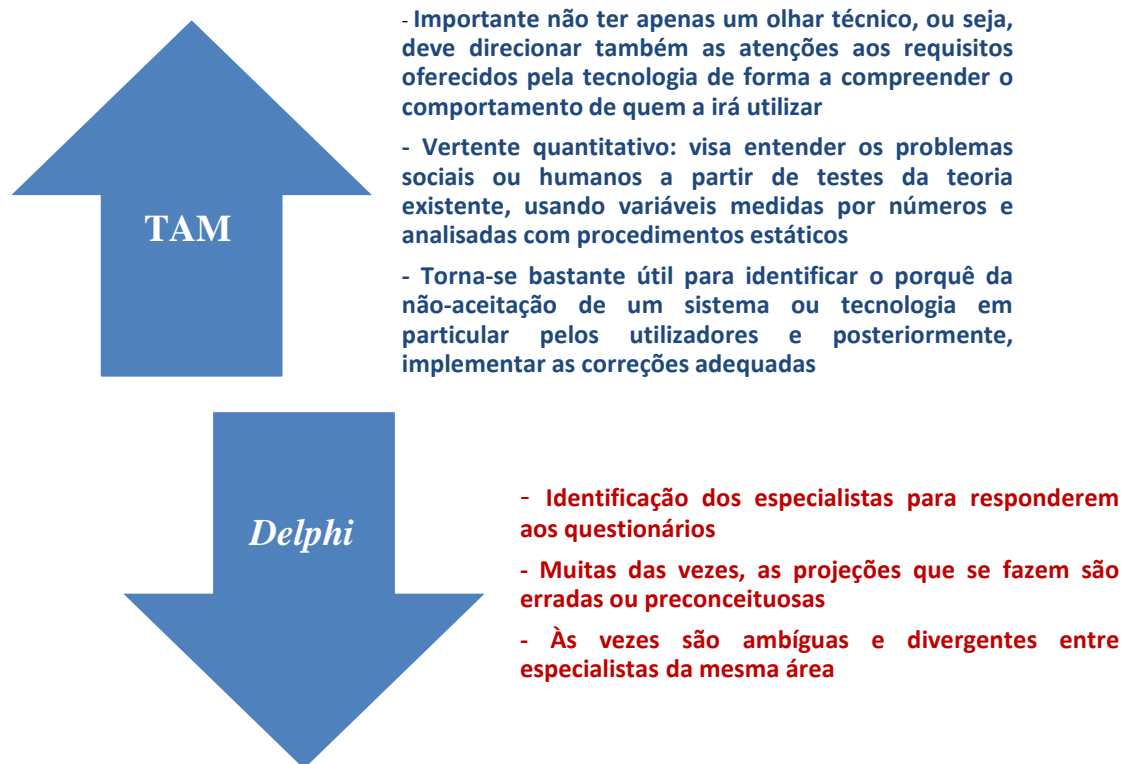 - Importante não ter apenas um olhar técnico, ou seja,
deve direcionar também as atenções aos requisitos
oferecidos pela tecnologia de forma a compreender o
comportamento de quem a irá utilizar
- Vertente quantitativo: visa entender os problemas
sociais ou humanos a partir de testes da teoria
existente, usando variáveis medidas por números e
analisadas com procedimentos estáticos
- Torna-se bastante útil para identificar o porquê da
não-aceitação de um sistema ou tecnologia em
particular pelos utilizadores e posteriormente,
implementar as correções adequadas
TAM
Delphi
- Identificação dos especialistas para responderem
aos questionários
- Muitas das vezes, as projeções que se fazem são
erradas ou preconceituosas
- Às vezes são ambíguas e divergentes entre
especialistas da mesma área